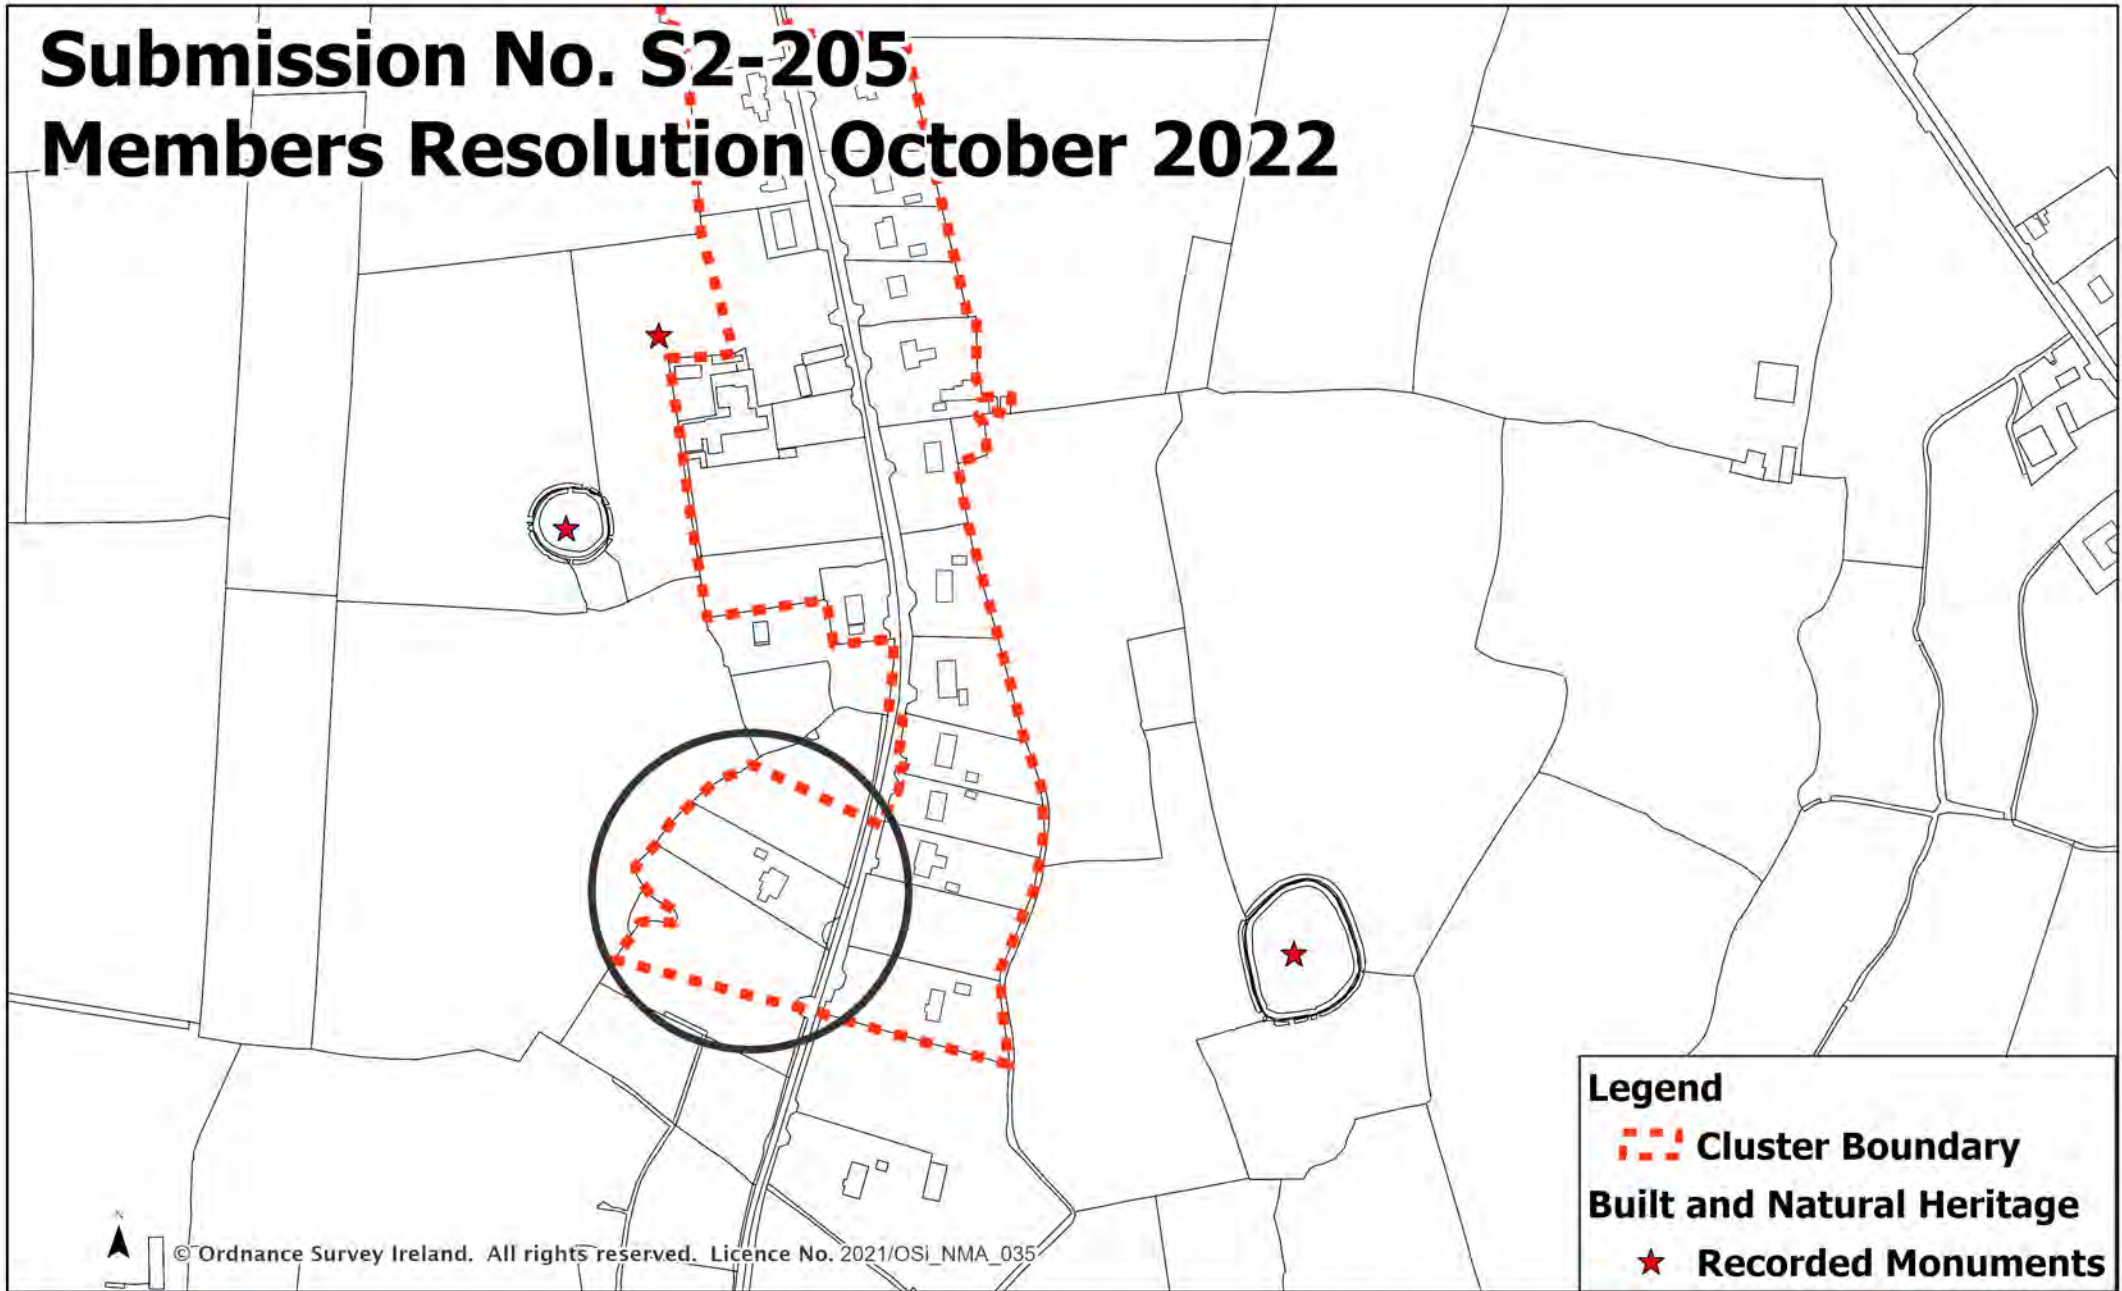 Submission No. S2-205
Members Resolution October 2022
Legend
Cluster Boundary
Built and Natural Heritage
Recorded Monuments
N
© Ordnance Survey Ireland. All rights reserved. Licence No. 2021/OSi_NMA_035